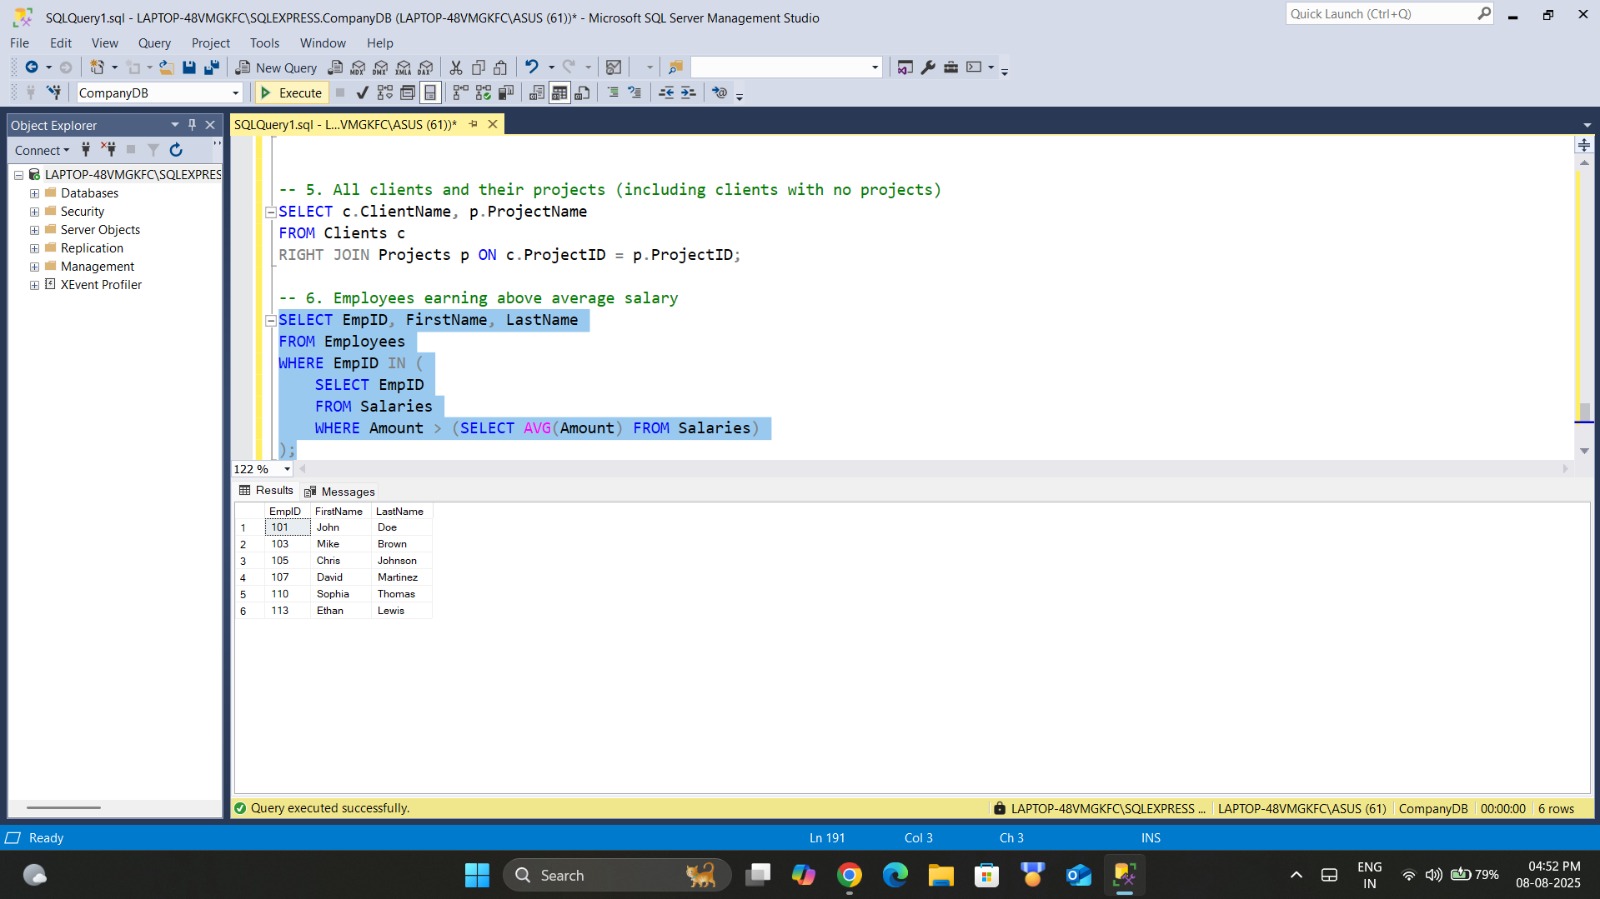 SQLQuery1.sql - LAPTOP-48VMGKFC\SQLEXPRESS.CompanyDB (LAPTOP-48VMGKFC\ASUS (61))* - Microsoft SQL Server Management Studio
Quick Launch (Ctrl+Q)
File Edit View Query Project Tools Window Help
New Query MDX DMX XMLA DAX
CompanyDB Execute
Object Explorer
SQLQuery1.sql - L...VMGKFC\ASUS (61))*
Connect
LAPTOP-48VMGKFC\SQLEXPRES
Databases
Security
Server Objects
Replication
Management
XEvent Profiler
-- 5. All clients and their projects (including clients with no projects)
SELECT c.ClientName, p.ProjectName
FROM Clients c
RIGHT JOIN Projects p ON c.ProjectID = p.ProjectID;
-- 6. Employees earning above average salary
SELECT EmpID, FirstName, LastName
FROM Employees
WHERE EmpID IN (
SELECT EmpID
FROM Salaries
WHERE Amount > (SELECT AVG(Amount) FROM Salaries)
);
122 %
Results Messages
EmpID FirstName LastName
1 101 John Doe
2 103 Mike Brown
3 105 Chris Johnson
4 107 David Martinez
5 110 Sophia Thomas
6 113 Ethan Lewis
Query executed successfully. LAPTOP-48VMGKFC\SQLEXPRESS ... LAPTOP-48VMGKFC\ASUS (61) CompanyDB 00:00:00 6 rows
Ready Ln 191 Col 3 Ch 3 INS
Search
ENG
IN
79%
04:52 PM
08-08-2025